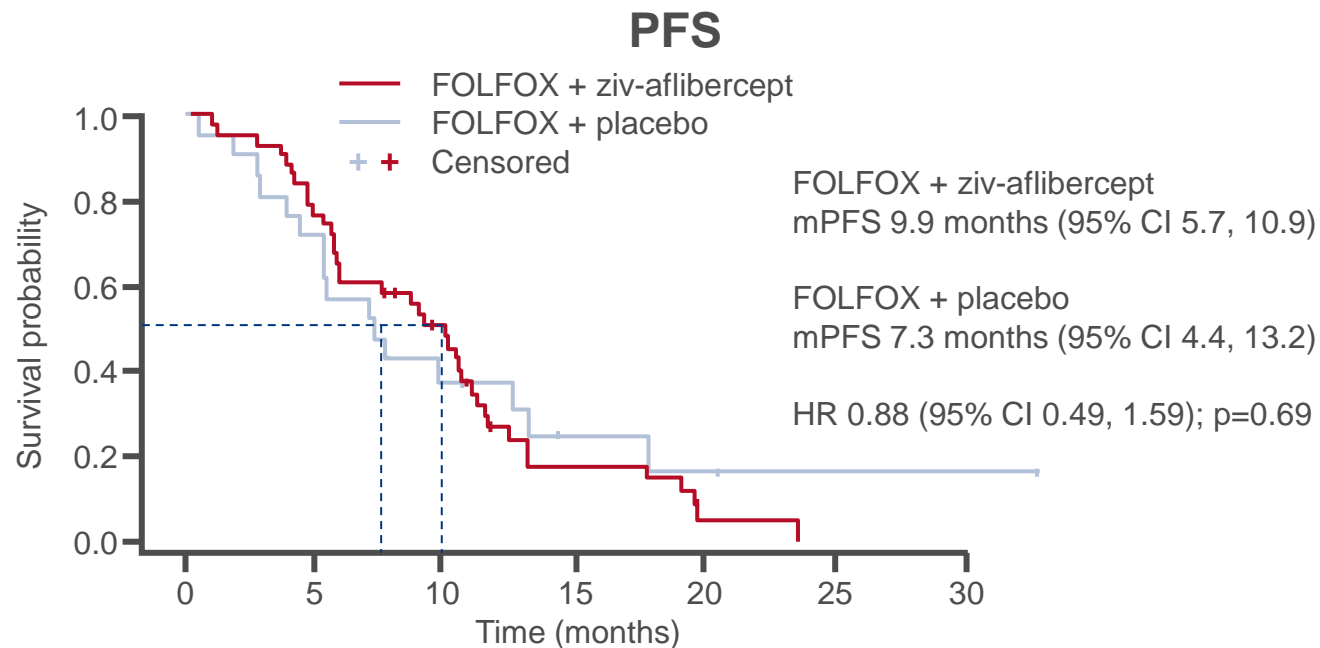 PFS
FOLFOX + ziv-aflibercept
FOLFOX + placebo
Censored
FOLFOX + ziv-aflibercept
mPFS 9.9 months (95% CI 5.7, 10.9)
FOLFOX + placebo
mPFS 7.3 months (95% CI 4.4, 13.2)
HR 0.88 (95% CI 0.49, 1.59); p=0.69
Survival probability
1.0
0.8
0.6
0.4
0.2
0.0
0 5 10 15 20 25 30
Time (months)